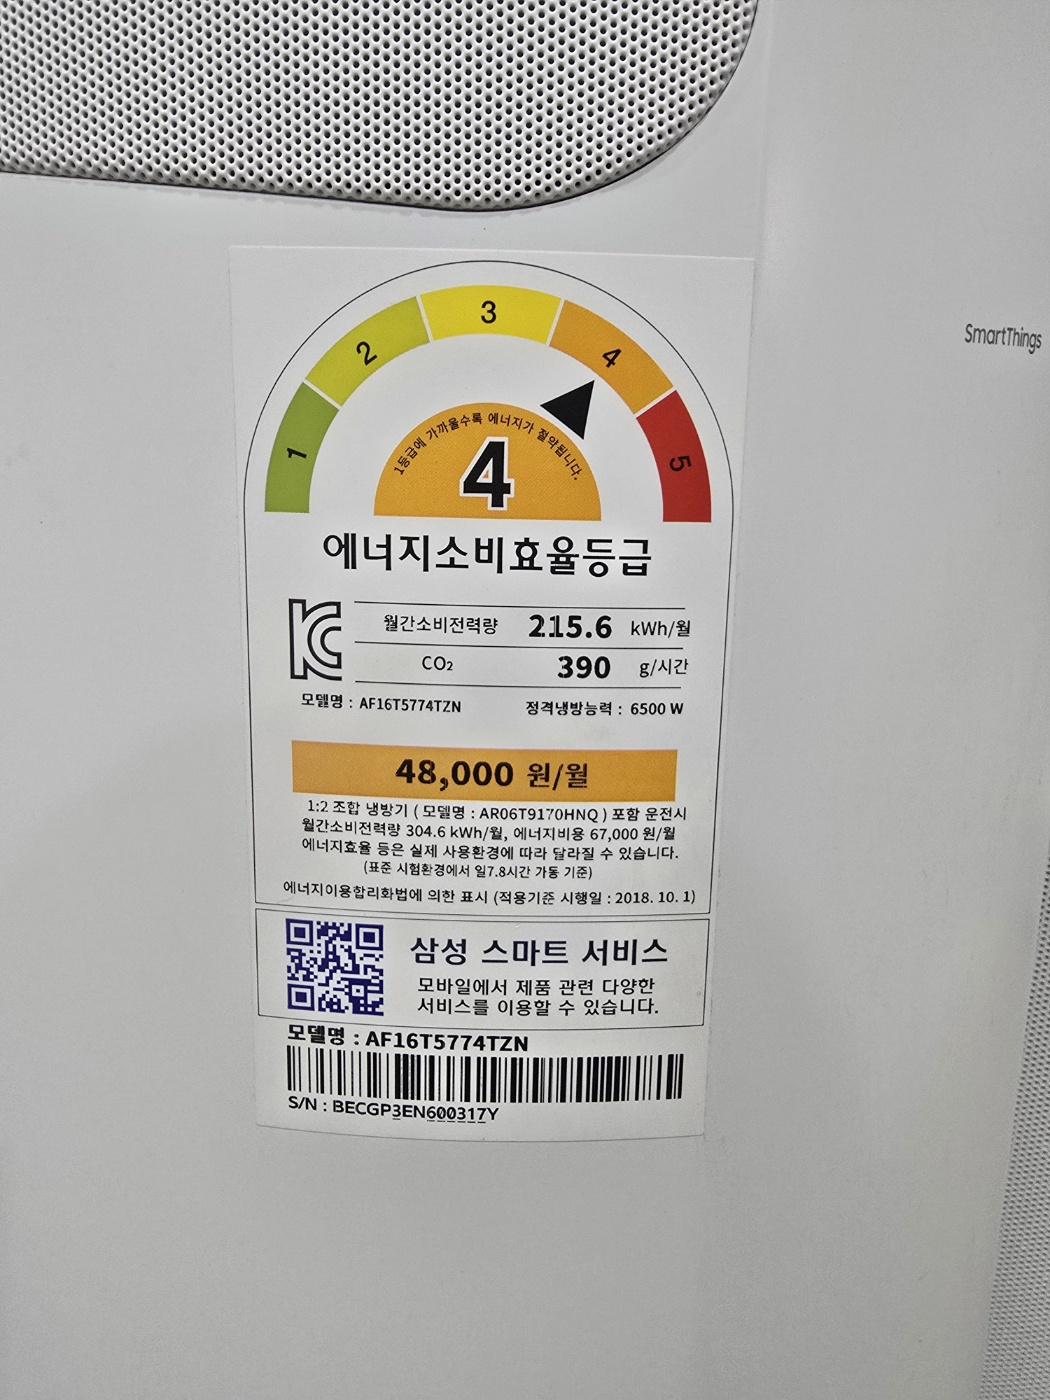 SmartThings
1
2
3
4
5
1등급에 가까울수록 에너지가 절약됩니다.
4
에너지소비효율등급
월간소비전력량 215.6 kWh/월
CO₂ 390 g/시간
모델명 : AF16T5774TZN 정격냉방능력 : 6500 W
48,000 원/월
1:2 조합 냉방기 ( 모델명 : AR06T9170HNQ ) 포함 운전시
월간소비전력량 304.6 kWh/월, 에너지비용 67,000 원/월
에너지효율 등은 실제 사용환경에 따라 달라질 수 있습니다.
(표준 시험환경에서 일7.8시간 가동 기준)
에너지이용합리화법에 의한 표시 (적용기준 시행일 : 2018. 10. 1)
삼성 스마트 서비스
모바일에서 제품 관련 다양한
서비스를 이용할 수 있습니다.
모델명 : AF16T5774TZN
S/N : BECGP3EN600317Y